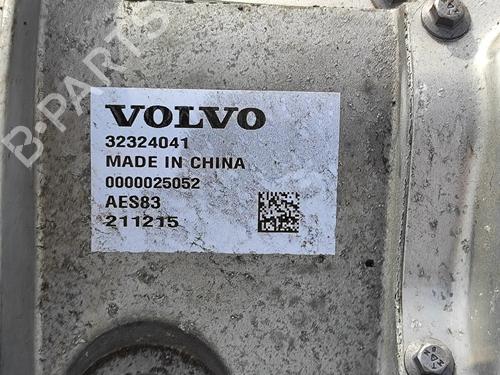 B-PARTS
VOLVO
32324041
MADE IN CHINA
0000025052
AES83
211215